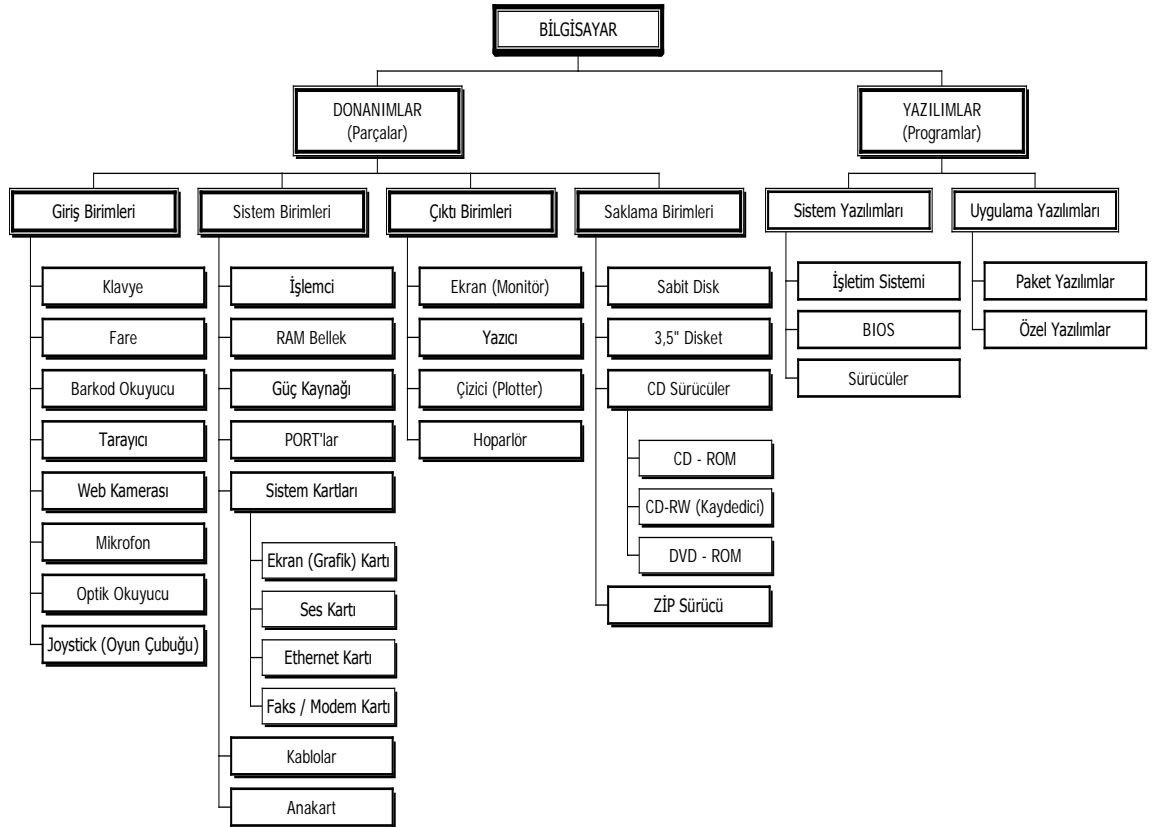 BİLGİSAYAR
DONANIMLAR
(Parçalar)
YAZILIMLAR
(Programlar)
Giriş Birimleri
Sistem Birimleri
Çıktı Birimleri
Saklama Birimleri
Sistem Yazılımları
Uygulama Yazılımları
Klavye
Fare
Barkod Okuyucu
Tarayıcı
Web Kamerası
Mikrofon
Optik Okuyucu
Joystick (Oyun Çubuğu)
İşlemci
RAM Bellek
Güç Kaynağı
PORT'lar
Sistem Kartları
Ekran (Grafik) Kartı
Ses Kartı
Ethernet Kartı
Faks / Modem Kartı
Kablolar
Anakart
Ekran (Monitör)
Yazıcı
Çizici (Plotter)
Hoparlör
Sabit Disk
3,5" Disket
CD Sürücüler
CD - ROM
CD-RW (Kaydedici)
DVD - ROM
ZİP Sürücü
İşletim Sistemi
BIOS
Sürücüler
Paket Yazılımlar
Özel Yazılımlar